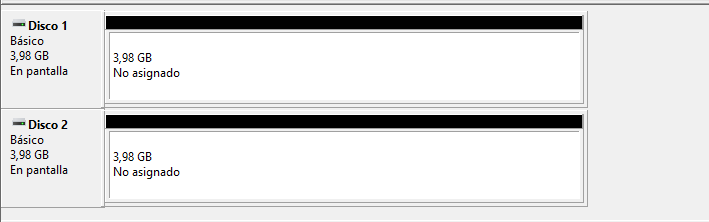 Disco 1
Básico
3,98 GB
En pantalla
3,98 GB
No asignado
Disco 2
Básico
3,98 GB
En pantalla
3,98 GB
No asignado